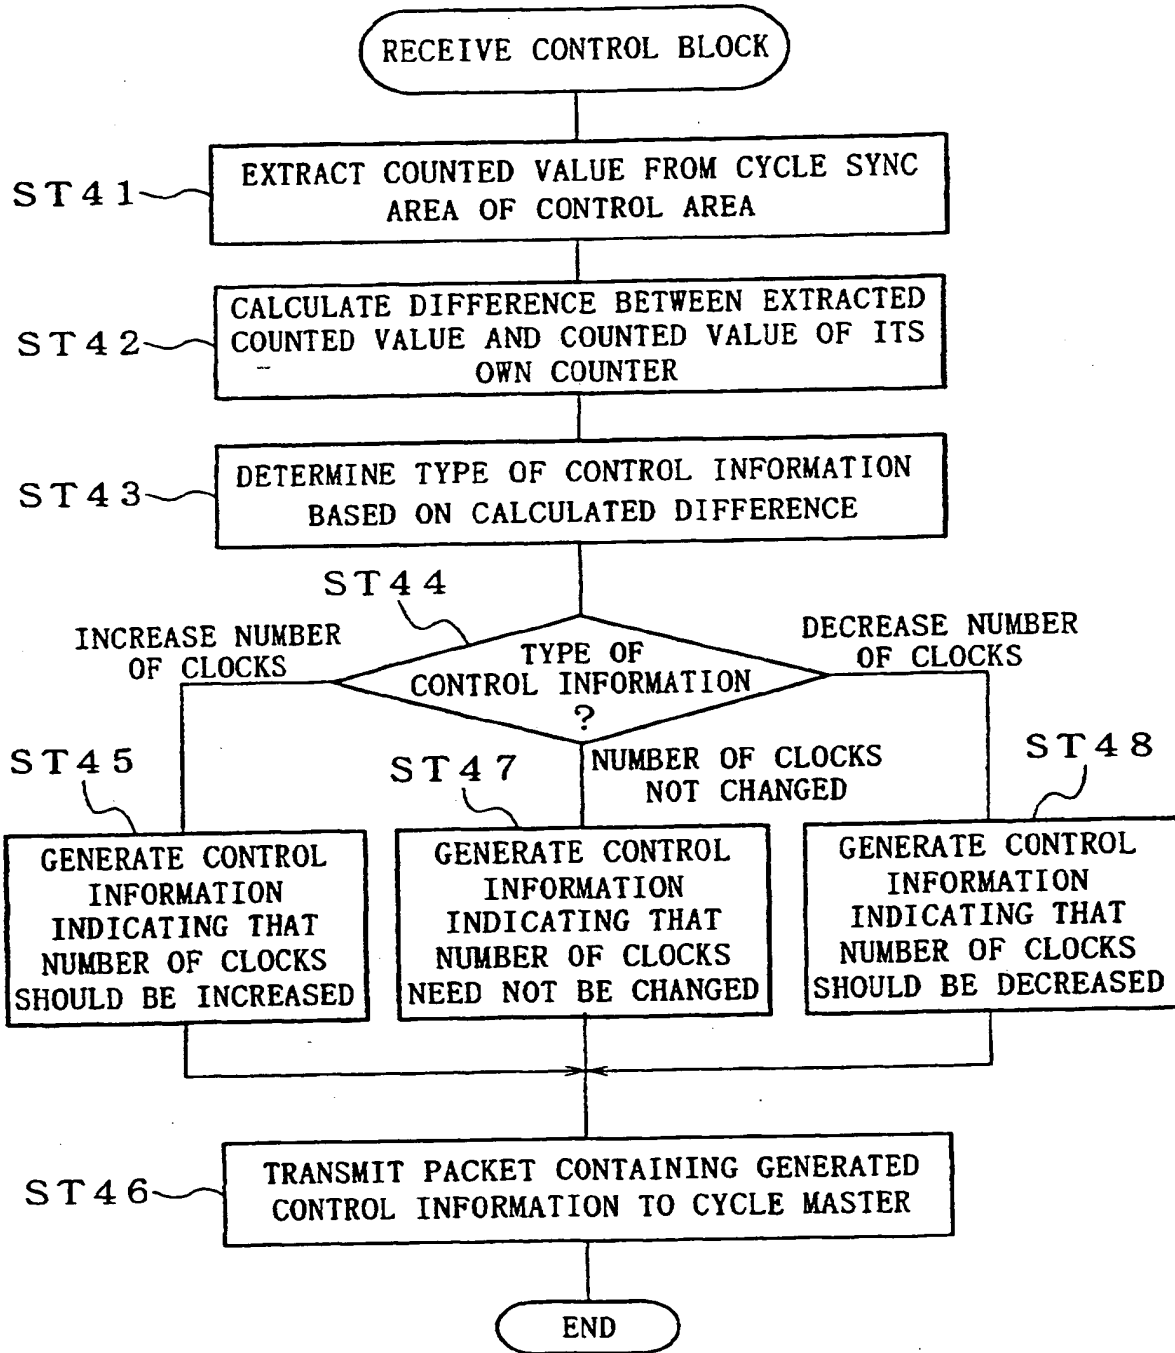 RECEIVE CONTROL BLOCK
ST41
EXTRACT COUNTED VALUE FROM CYCLE SYNC
AREA OF CONTROL AREA
ST42
CALCULATE DIFFERENCE BETWEEN EXTRACTED
COUNTED VALUE AND COUNTED VALUE OF ITS
OWN COUNTER
ST43
DETERMINE TYPE OF CONTROL INFORMATION
BASED ON CALCULATED DIFFERENCE
ST44
TYPE OF
CONTROL INFORMATION
?
INCREASE NUMBER
OF CLOCKS
NUMBER OF CLOCKS
NOT CHANGED
DECREASE NUMBER
OF CLOCKS
ST45
GENERATE CONTROL
INFORMATION
INDICATING THAT
NUMBER OF CLOCKS
SHOULD BE INCREASED
ST47
GENERATE CONTROL
INFORMATION
INDICATING THAT
NUMBER OF CLOCKS
NEED NOT BE CHANGED
ST48
GENERATE CONTROL
INFORMATION
INDICATING THAT
NUMBER OF CLOCKS
SHOULD BE DECREASED
ST46
TRANSMIT PACKET CONTAINING GENERATED
CONTROL INFORMATION TO CYCLE MASTER
END